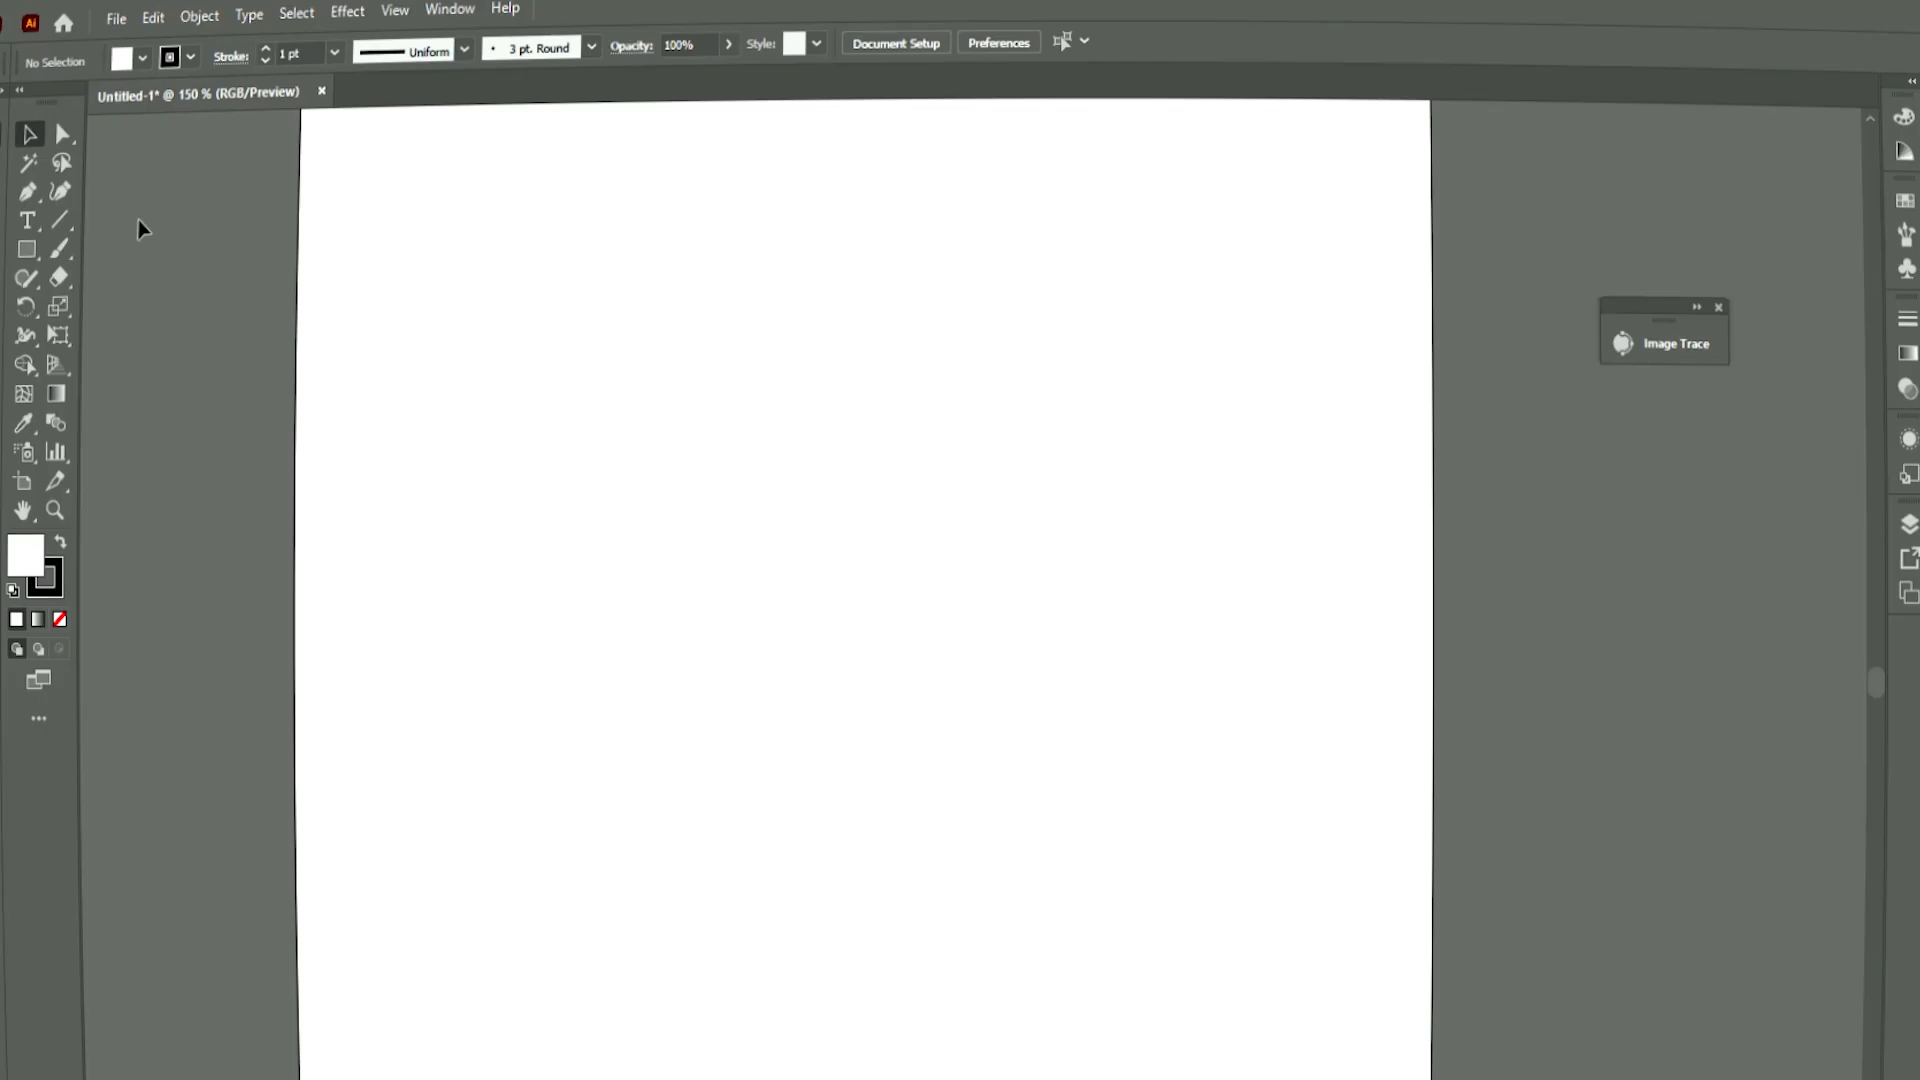 Ai File Edit Object Type Select Effect View Window Help
No Selection Stroke: 1 pt Uniform 3 pt. Round Opacity: 100% Style: Document Setup Preferences
Untitled-1* @ 150 % (RGB/Preview)
Image Trace